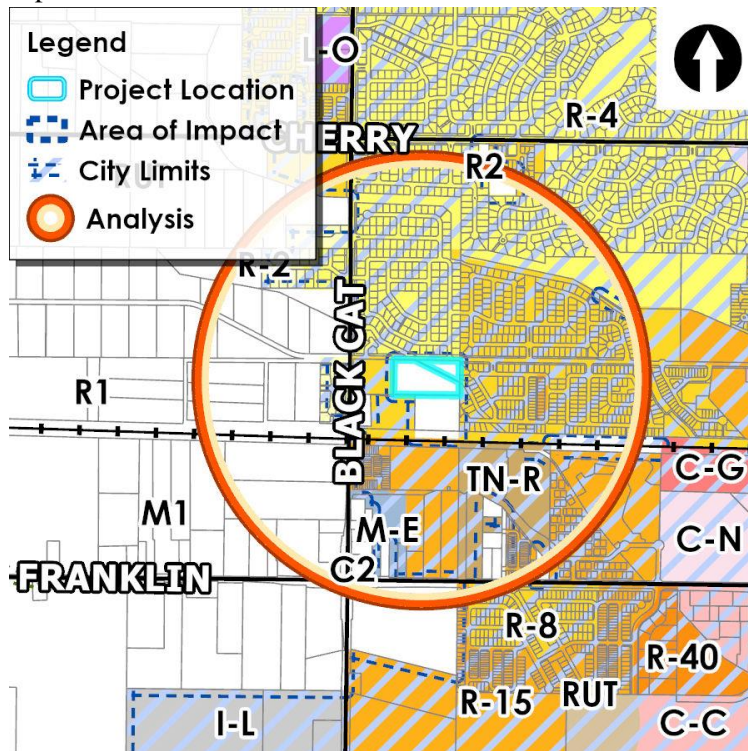 Legend
Project Location
Area of Impact
City Limits
Analysis
L-O
R-4
CHERRY
R2
RUT
R-2
BLACK CAT
R1
C-G
TN-R
M1
M-E
C-N
C2
FRANKLIN
R-8
R-40
R-15
RUT
I-L
C-C